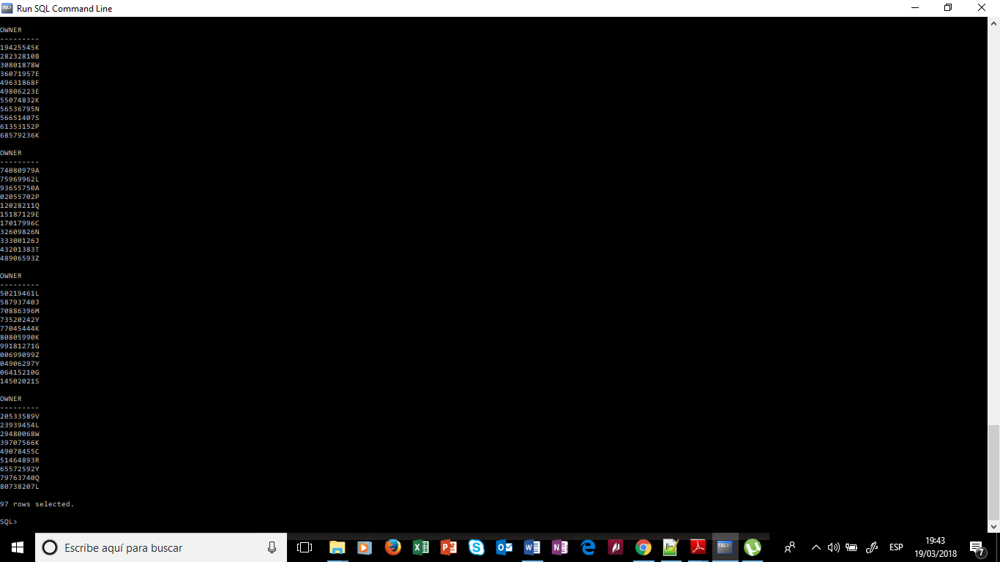 Run SQL Command Line
OWNER
---------
19425545K
28232810B
30801878W
36071957E
49631868F
49806223E
55074832K
56536795N
56651407S
61353152P
68579236K
OWNER
---------
74080979A
75969962L
93655750A
02055702P
12028211Q
15187129E
17017996C
32609826N
33300126J
43201383T
48906593Z
OWNER
---------
50219461L
58793740J
70886396M
73520242Y
77045444K
80805990K
99181271G
00699099Z
04906297Y
06415210G
14502021S
OWNER
---------
20533589V
23939454L
29480068W
39707566K
49078455C
51464893R
65572592Y
79763740Q
80738207L
97 rows selected.
SQL>
Escribe aquí para buscar
ESP
19:43
19/03/2018
7